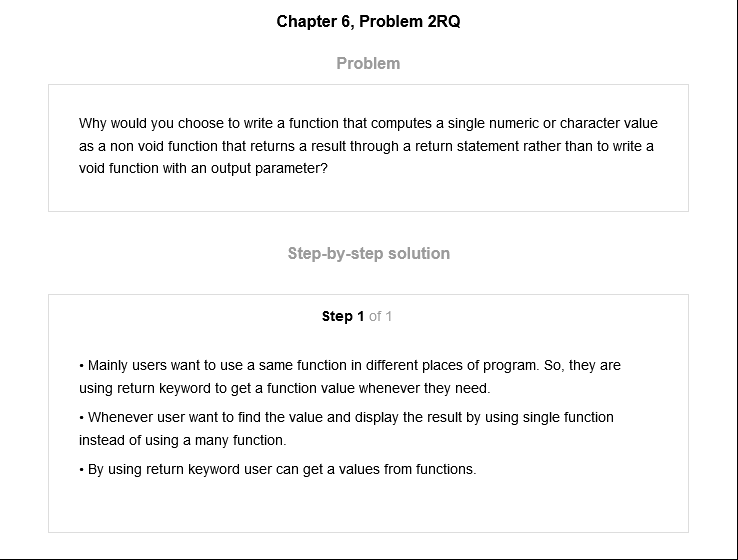 Chapter 6, Problem 2RQ
Problem
Why would you choose to write a function that computes a single numeric or character value
as a non void function that returns a result through a return statement rather than to write a
void function with an output parameter?
Step-by-step solution
Step 1 of 1
• Mainly users want to use a same function in different places of program. So, they are
using return keyword to get a function value whenever they need.
• Whenever user want to find the value and display the result by using single function
instead of using a many function.
• By using return keyword user can get a values from functions.